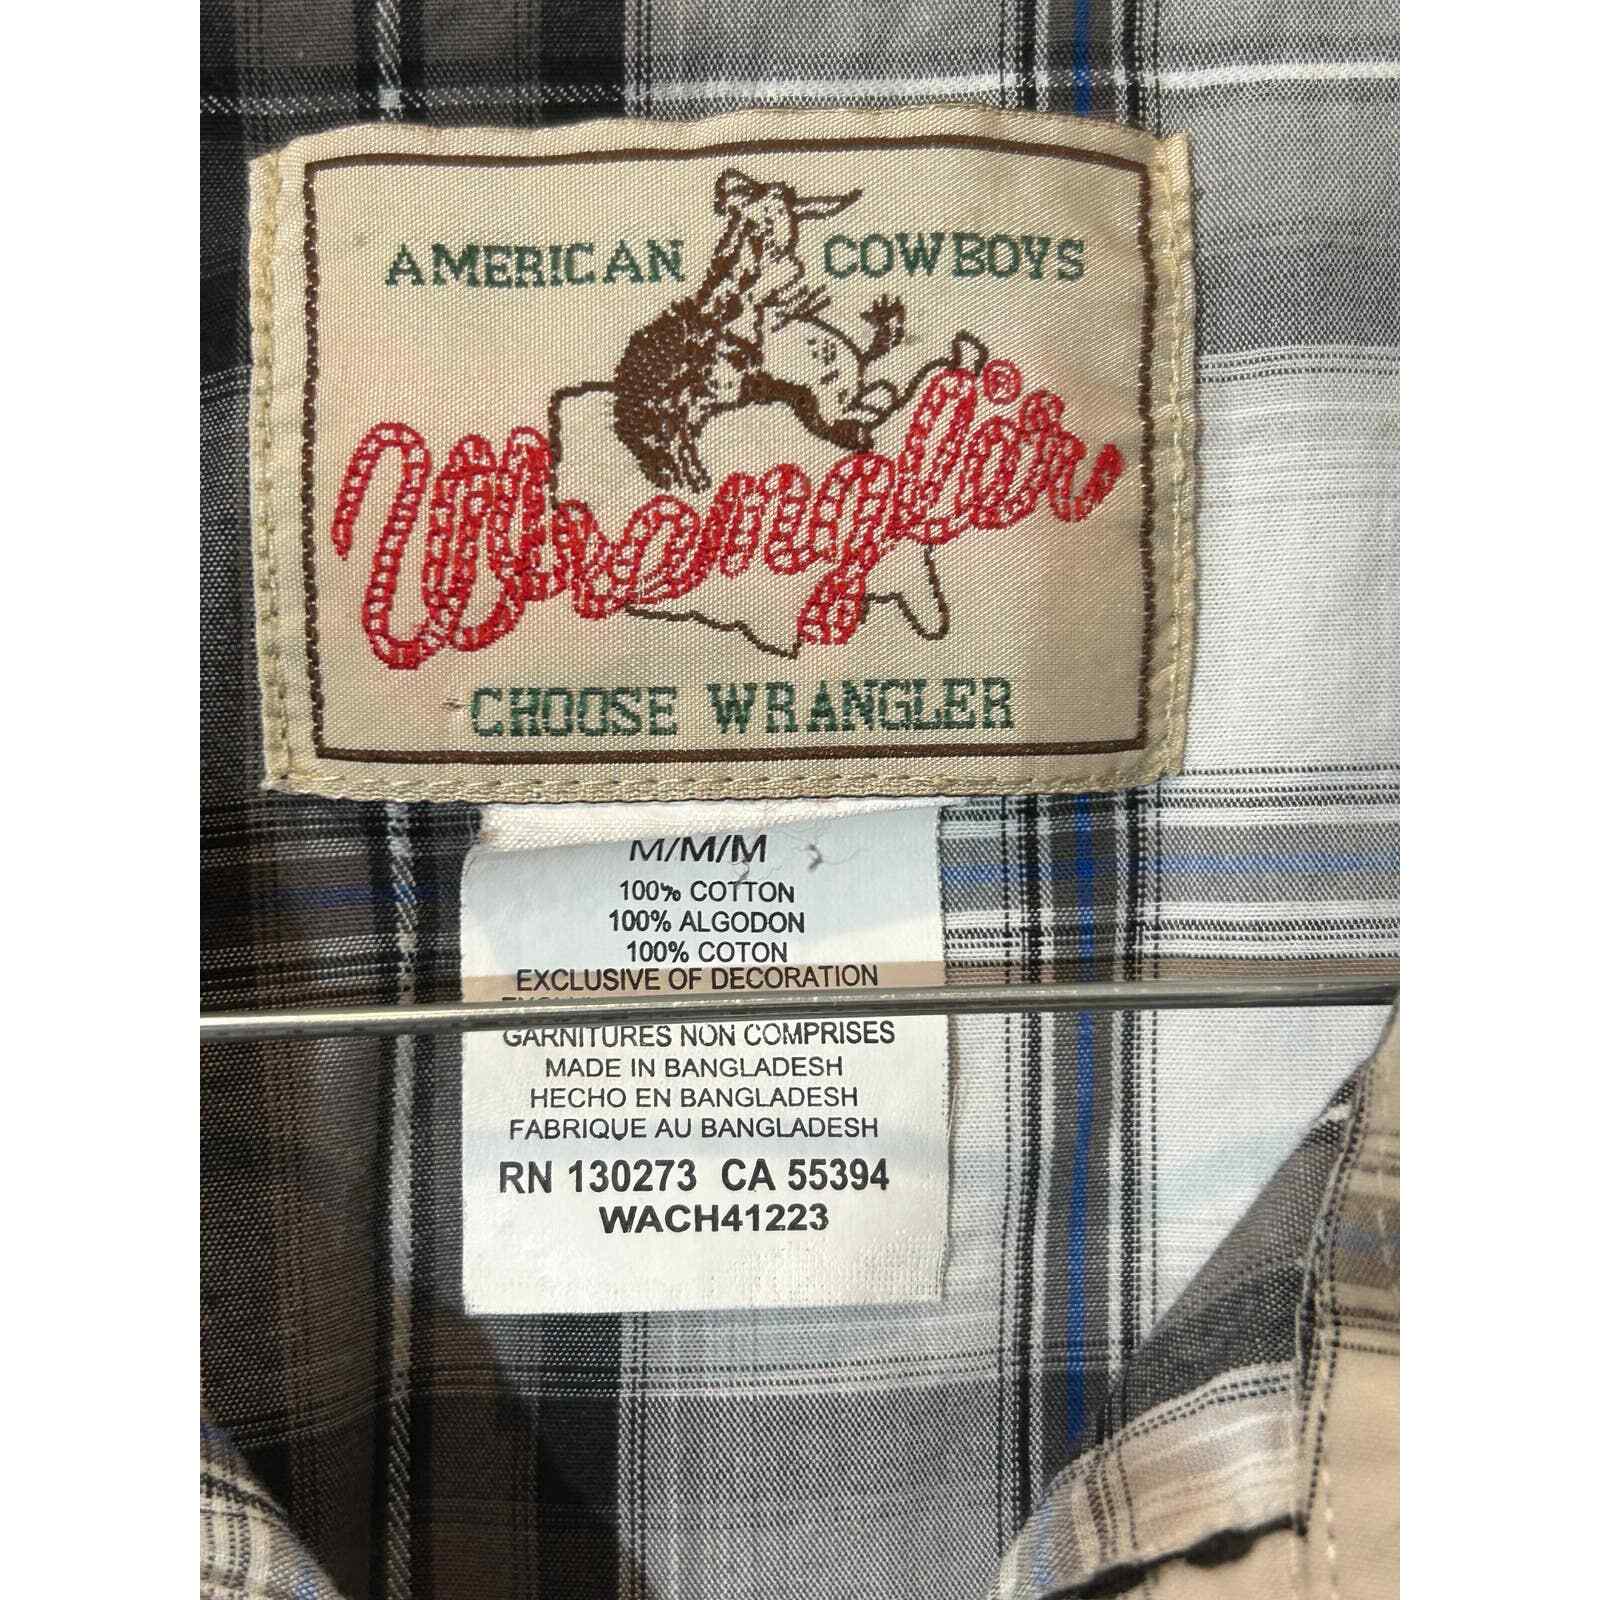 AMERICAN COWBOYS
Wrangler®
CHOOSE WRANGLER
M/M/M
100% COTTON
100% ALGODON
100% COTON
EXCLUSIVE OF DECORATION
GARNITURES NON COMPRISES
MADE IN BANGLADESH
HECHO EN BANGLADESH
FABRIQUE AU BANGLADESH
RN 130273 CA 55394
WACH41223